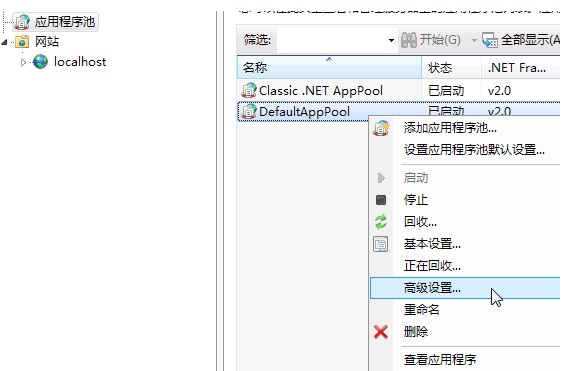 应用程序池
网站
localhost
筛选:
开始(G)
全部显示(A
名称 状态 .NET Fra...
Classic .NET AppPool 已启动 v2.0
DefaultAppPool 已启动 v2.0
添加应用程序池...
设置应用程序池默认设置...
启动
停止
回收...
基本设置...
正在回收...
高级设置...
重命名
删除
查看应用程序